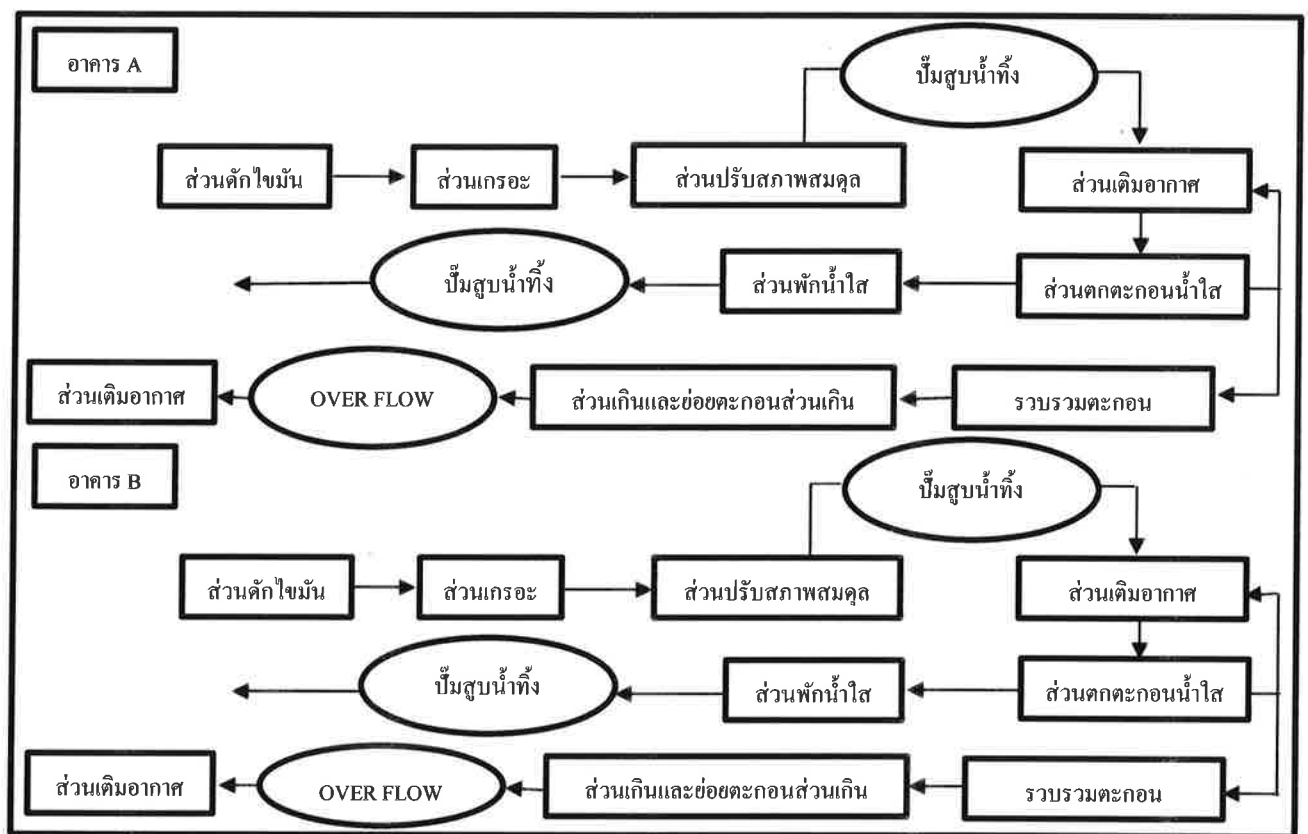 อาคาร A
ปั๊มสูบน้ำทิ้ง
ส่วนดักไขมัน
ส่วนเกรอะ
ส่วนปรับสภาพสมดุล
ส่วนเติมอากาศ
ปั๊มสูบน้ำทิ้ง
ส่วนพักน้ำใส
ส่วนตกตะกอนน้ำใส
ส่วนเติมอากาศ
OVER FLOW
ส่วนเกินและย่อยตะกอนส่วนเกิน
รวบรวมตะกอน
อาคาร B
ปั๊มสูบน้ำทิ้ง
ส่วนดักไขมัน
ส่วนเกรอะ
ส่วนปรับสภาพสมดุล
ส่วนเติมอากาศ
ปั๊มสูบน้ำทิ้ง
ส่วนพักน้ำใส
ส่วนตกตะกอนน้ำใส
ส่วนเติมอากาศ
OVER FLOW
ส่วนเกินและย่อยตะกอนส่วนเกิน
รวบรวมตะกอน